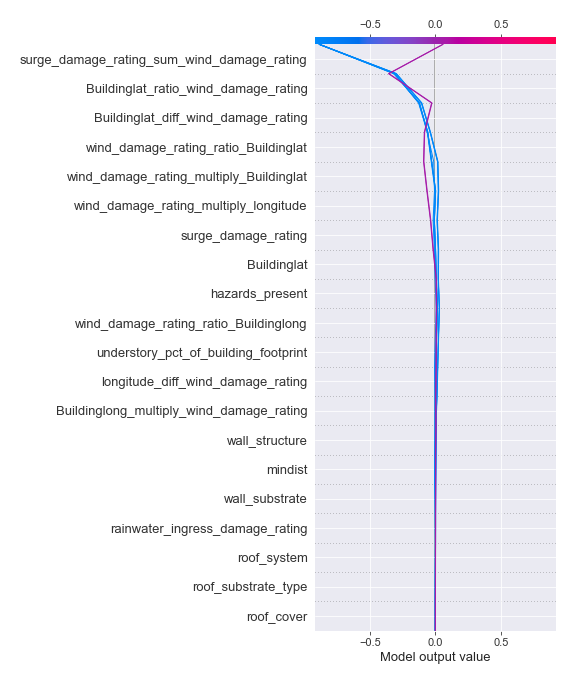 −0.5 0.0 0.5
surge_damage_rating_sum_wind_damage_rating
Buildinglat_ratio_wind_damage_rating
Buildinglat_diff_wind_damage_rating
wind_damage_rating_ratio_Buildinglat
wind_damage_rating_multiply_Buildinglat
wind_damage_rating_multiply_longitude
surge_damage_rating
Buildinglat
hazards_present
wind_damage_rating_ratio_Buildinglong
understory_pct_of_building_footprint
longitude_diff_wind_damage_rating
Buildinglong_multiply_wind_damage_rating
wall_structure
mindist
wall_substrate
rainwater_ingress_damage_rating
roof_system
roof_substrate_type
roof_cover
−0.5 0.0 0.5
Model output value